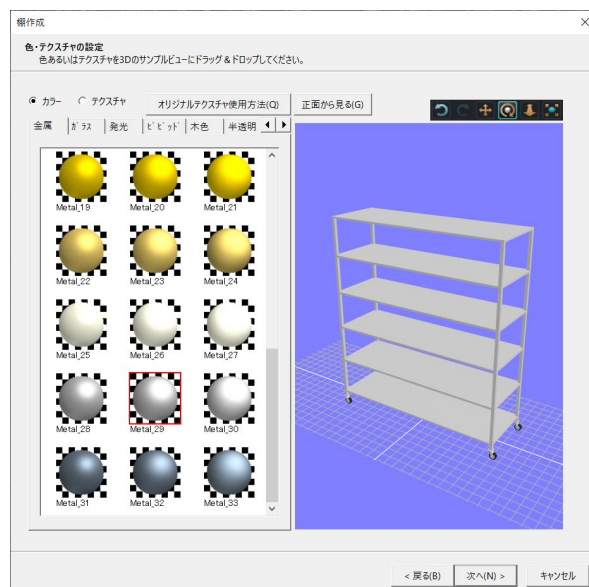 棚作成
色・テクスチャの設定
色あるいはテクスチャを3Dのサンプルビューにドラッグ&ドロップしてください。
カラー テクスチャ オリジナルテクスチャ使用方法(Q) 正面から見る(G)
金属 ｶﾞﾗｽ 発光 ﾋﾞﾋﾞｯﾄﾞ 木色 半透明
Metal_19 Metal_20 Metal_21
Metal_22 Metal_23 Metal_24
Metal_25 Metal_26 Metal_27
Metal_28 Metal_29 Metal_30
Metal_31 Metal_32 Metal_33
< 戻る(B) 次へ(N) > キャンセル